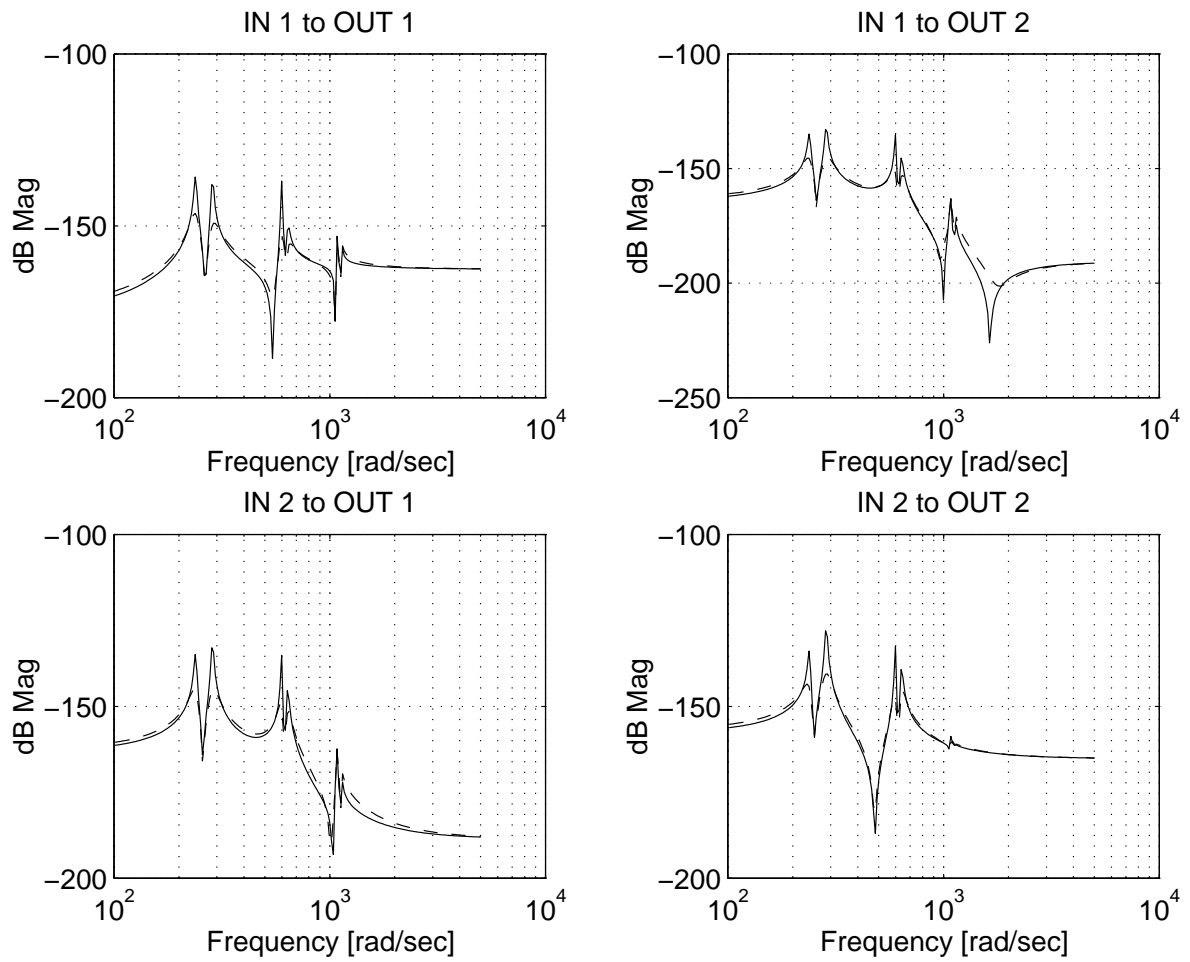 IN 1 to OUT 1
−100
−150
−200
dB Mag
10^2
10^3
10^4
Frequency [rad/sec]
IN 1 to OUT 2
−100
−150
−200
−250
dB Mag
10^2
10^3
10^4
Frequency [rad/sec]
IN 2 to OUT 1
−100
−150
−200
dB Mag
10^2
10^3
10^4
Frequency [rad/sec]
IN 2 to OUT 2
−100
−150
−200
dB Mag
10^2
10^3
10^4
Frequency [rad/sec]